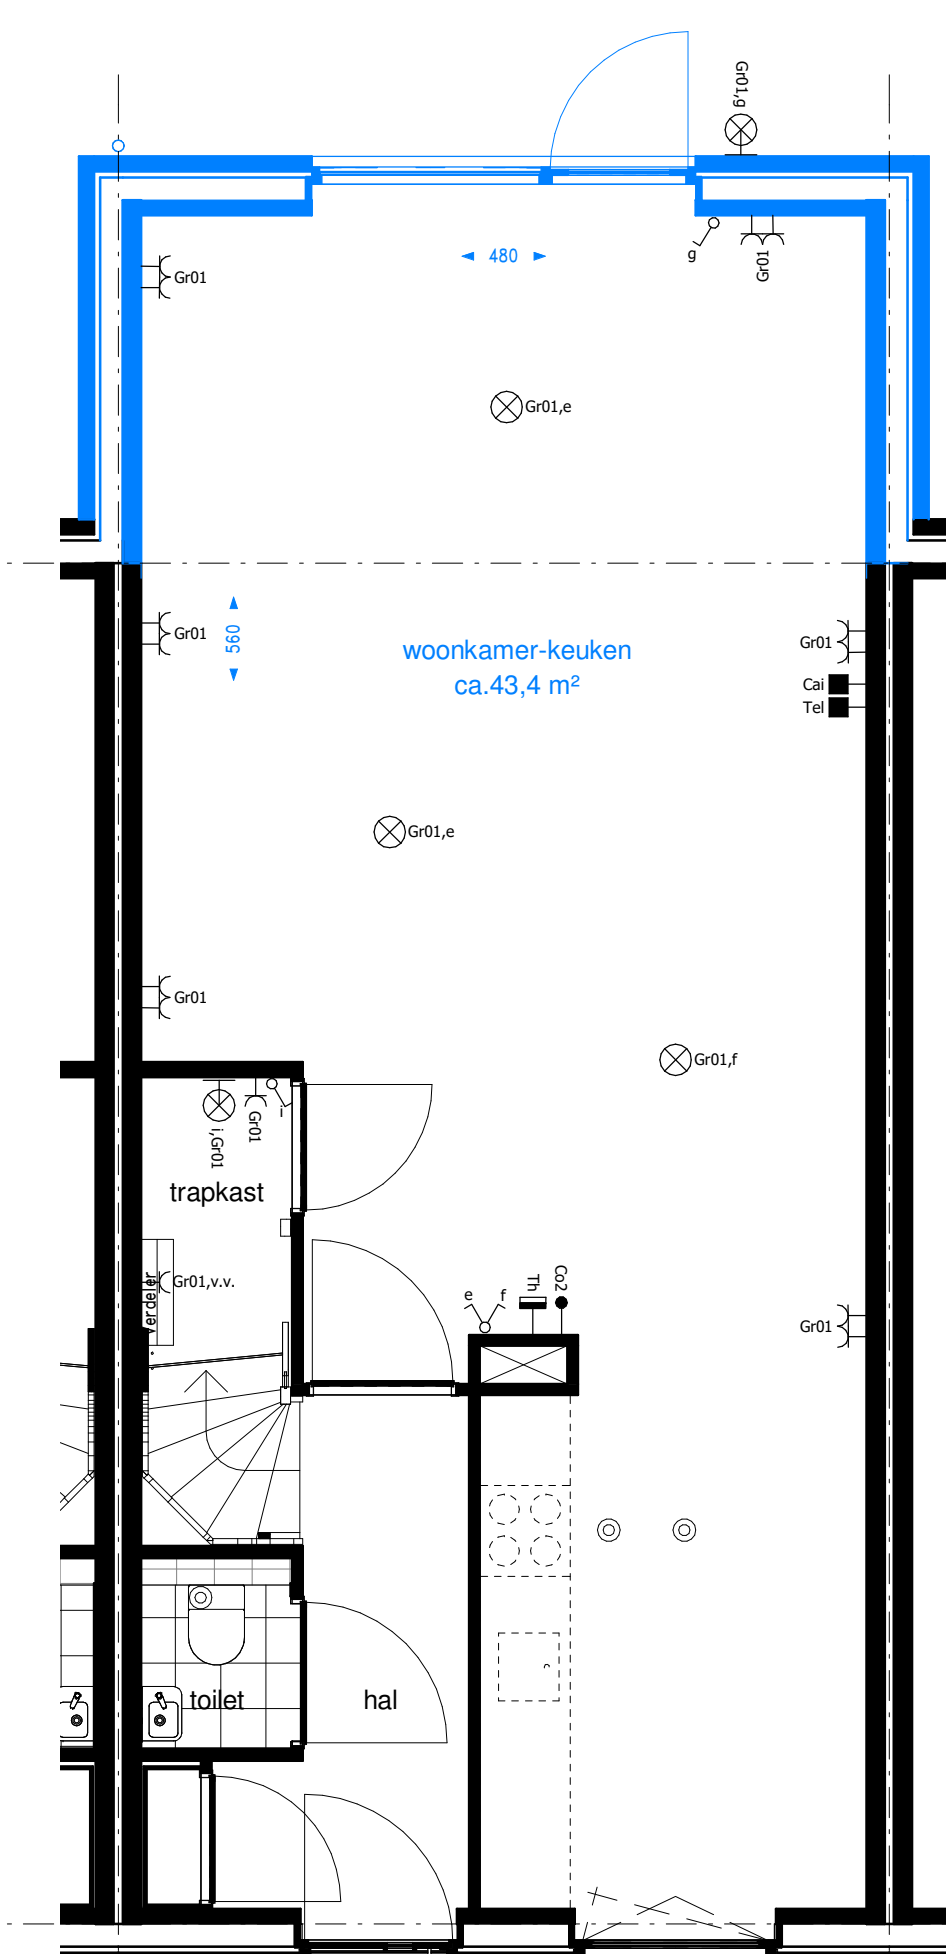 Gr01,g
480
g
Gr01
Gr01
Gr01,e
Gr01
560
woonkamer-keuken
ca.43,4 m²
Gr01
Cai
Tel
Gr01,e
Gr01
Gr01,f
i,Gr01
Gr01
i
trapkast
verdeler
Gr01,v.v.
e
f
Th
Co2
Gr01
toilet
hal